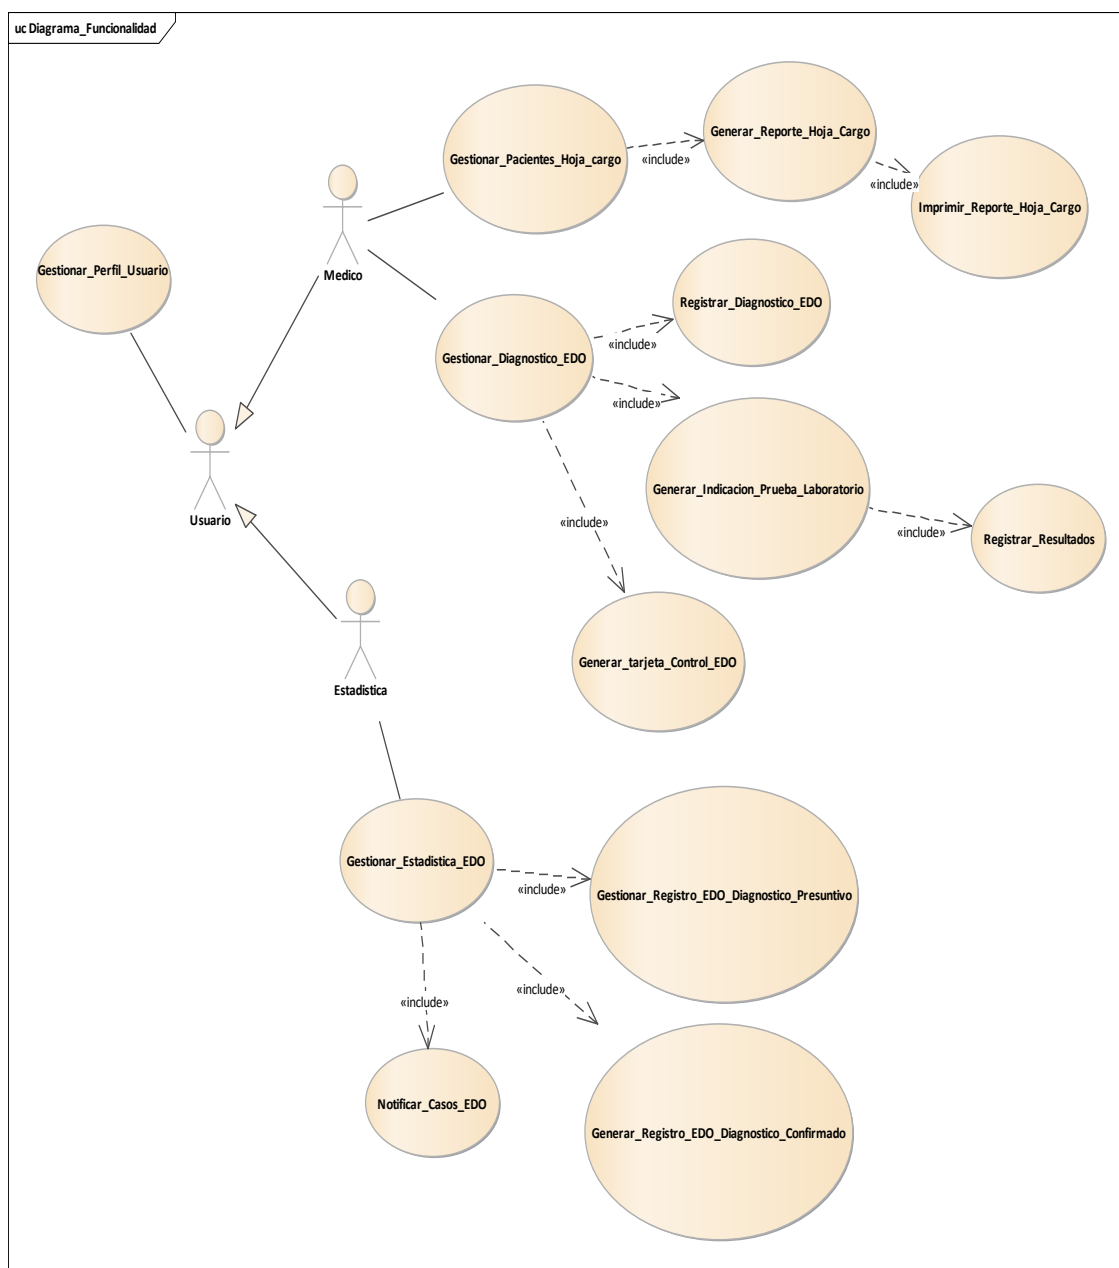 uc Diagrama_Funcionalidad
Generar_Reporte_Hoja_Cargo
Gestionar_Pacientes_Hoja_cargo
«include»
«include»
Imprimir_Reporte_Hoja_Cargo
Medico
Gestionar_Perfil_Usuario
Registrar_Diagnostico_EDO
«include»
Gestionar_Diagnostico_EDO
«include»
Generar_Indicacion_Prueba_Laboratorio
Usuario
«include»
«include»
Registrar_Resultados
Generar_tarjeta_Control_EDO
Estadistica
Gestionar_Estadistica_EDO
«include»
Gestionar_Registro_EDO_Diagnostico_Presuntivo
«include»
«include»
Notificar_Casos_EDO
Generar_Registro_EDO_Diagnostico_Confirmado